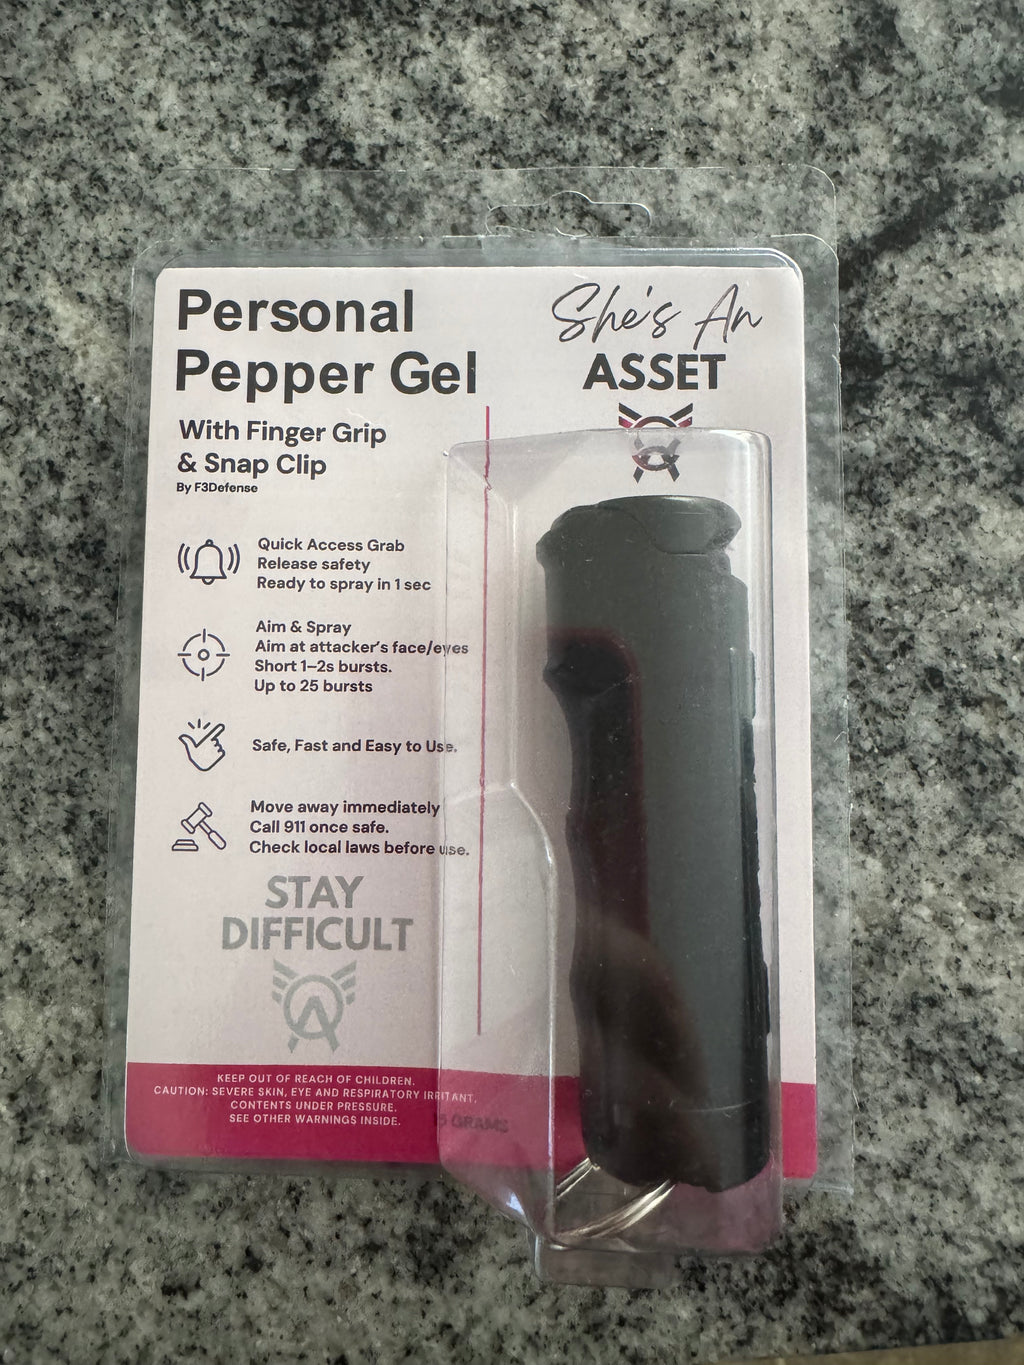 Personal
Pepper Gel
With Finger Grip
& Snap Clip
By F3Defense
She's An
ASSET
Quick Access Grab
Release safety
Ready to spray in 1 sec
Aim & Spray
Aim at attacker's face/eyes
Short 1–2s bursts.
Up to 25 bursts
Safe, Fast and Easy to Use.
Move away immediately
Call 911 once safe.
Check local laws before use.
STAY
DIFFICULT
KEEP OUT OF REACH OF CHILDREN.
CAUTION: SEVERE SKIN, EYE AND RESPIRATORY IRRITANT,
CONTENTS UNDER PRESSURE.
SEE OTHER WARNINGS INSIDE.
GRAMS